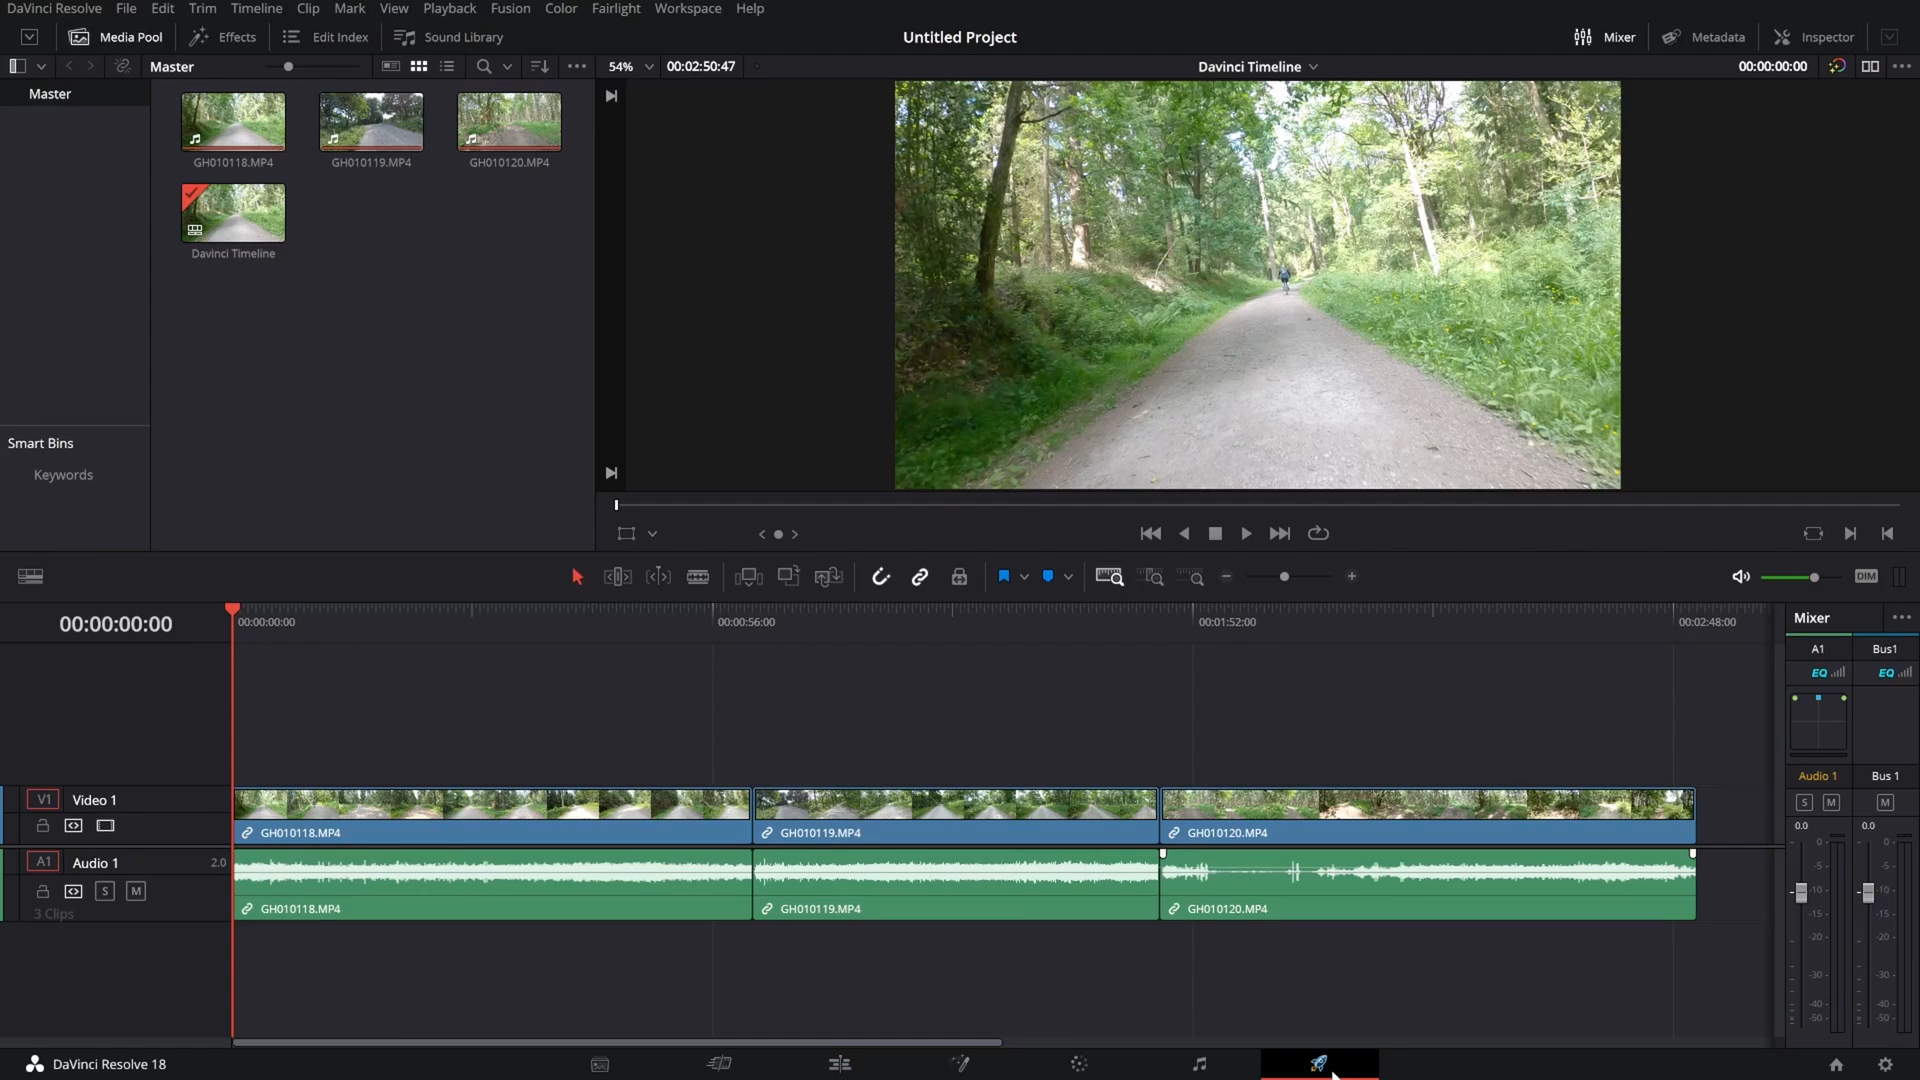 DaVinci Resolve File Edit Trim Timeline Clip Mark View Playback Fusion Color Fairlight Workspace Help
Media Pool Effects Edit Index Sound Library Untitled Project Mixer Metadata Inspector
Master 54% 00:02:50:47 Davinci Timeline 00:00:00:00
Master
GH010118.MP4 GH010119.MP4 GH010120.MP4
Davinci Timeline
Smart Bins
Keywords
DIM
00:00:00:00 00:00:00:00 00:00:56:00 00:01:52:00 00:02:48:00
Mixer
A1 Bus1
EQ EQ
Audio 1 Bus 1
V1 Video 1
S M M
GH010118.MP4 GH010119.MP4 GH010120.MP4
0.0 0.0
A1 Audio 1 2.0
S M
3 Clips
GH010118.MP4 GH010119.MP4 GH010120.MP4
0 0
-5 -5
-10 -10
-15 -15
-20 -20
-30 -30
-40 -40
-50 -50
DaVinci Resolve 18